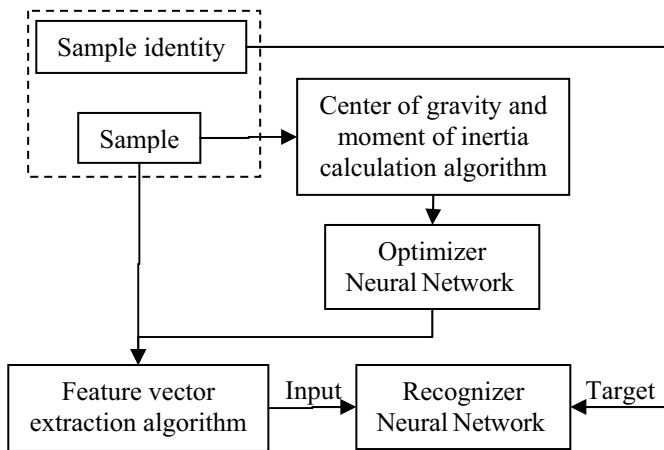 Sample identity
Sample
Center of gravity and
moment of inertia
calculation algorithm
Optimizer
Neural Network
Feature vector
extraction algorithm
Input
Recognizer
Neural Network
Target